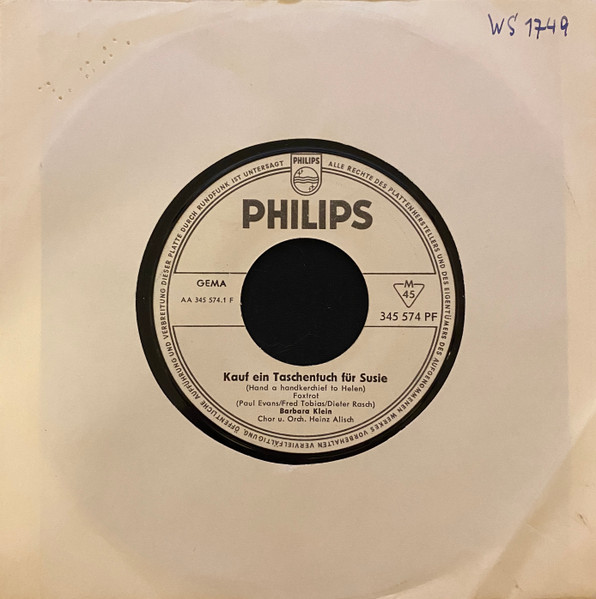 WS 1749
PHILIPS
ALLE RECHTE DES PLATTENHERSTELLERS UND DES EIGENTÜMERS DES AUFGENOMMENEN WERKES VORBEHALTEN VERVIELFÄLTIGUNG, ÖFFENTLICHE AUFFÜHRUNG UND VERBREITUNG DIESER PLATTE DURCH RUNDFUNK IST UNTERSAGT
PHILIPS
GEMA
AA 345 574.1 F
M
45
345 574 PF
Kauf ein Taschentuch für Susie
(Hand a handkerchief to Helen)
Foxtrot
(Paul Evans/Fred Tobias/Dieter Rasch)
Barbara Klein
Chor u. Orch. Heinz Alisch